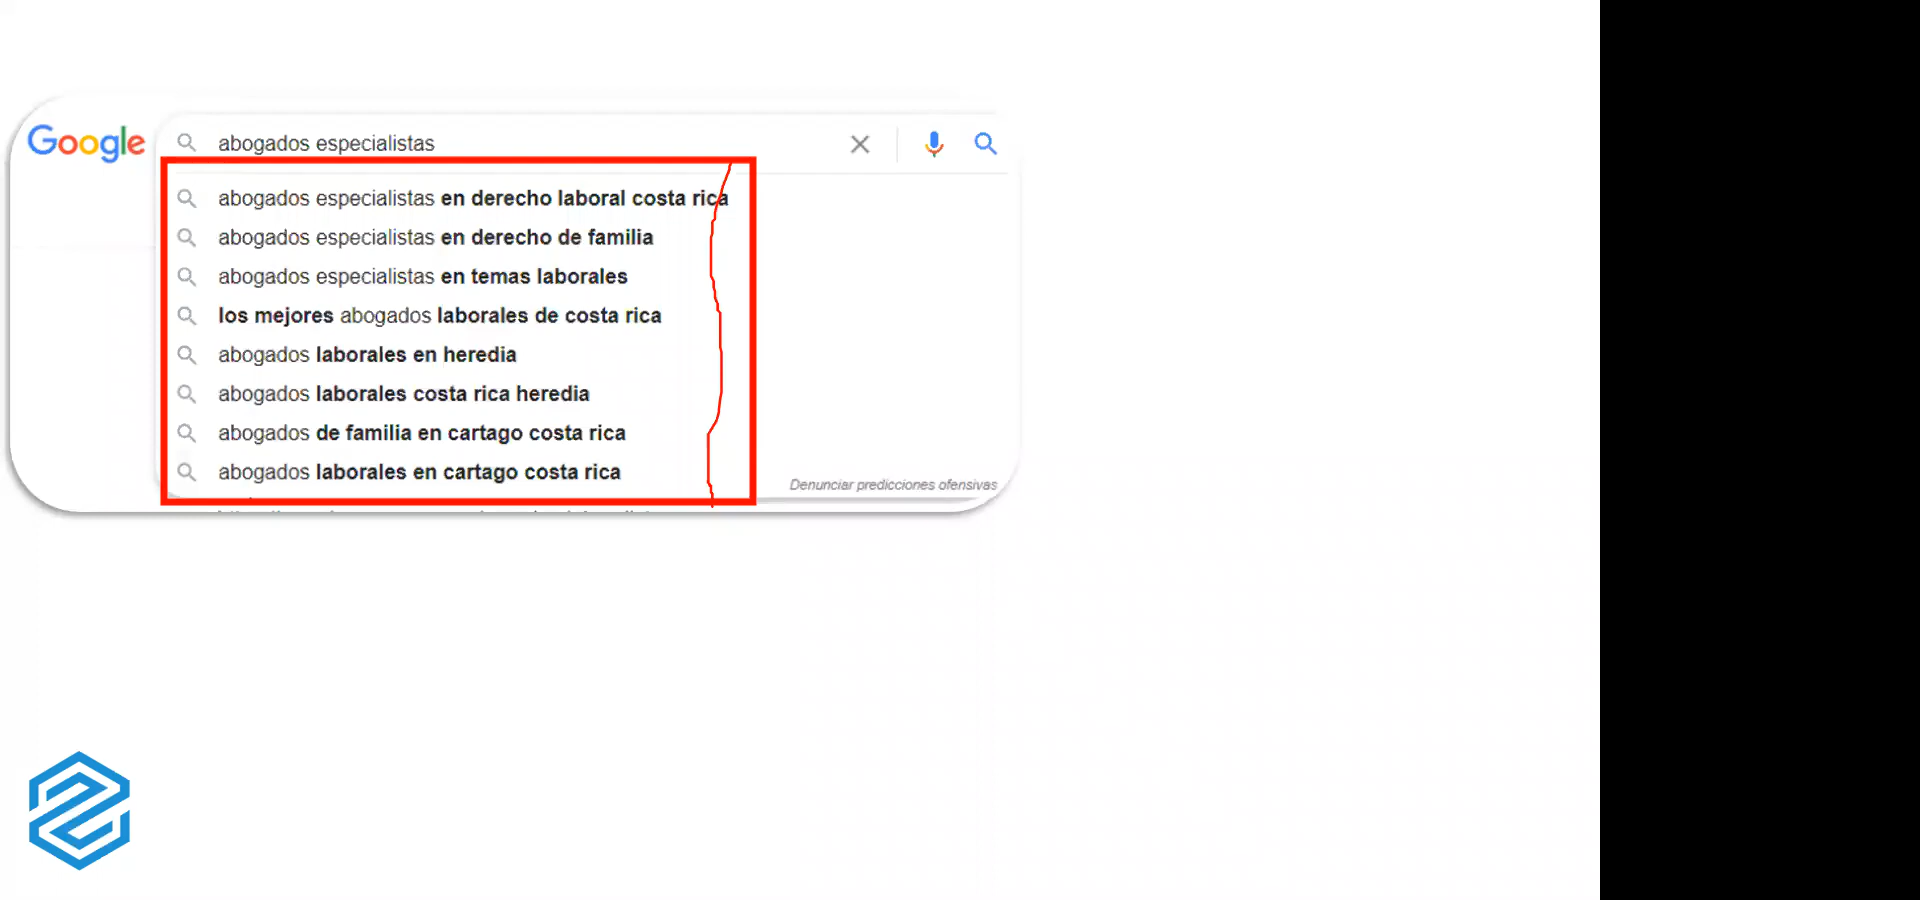 Google
abogados especialistas
abogados especialistas en derecho laboral costa rica
abogados especialistas en derecho de familia
abogados especialistas en temas laborales
los mejores abogados laborales de costa rica
abogados laborales en heredia
abogados laborales costa rica heredia
abogados de familia en cartago costa rica
abogados laborales en cartago costa rica
Denunciar predicciones ofensivas